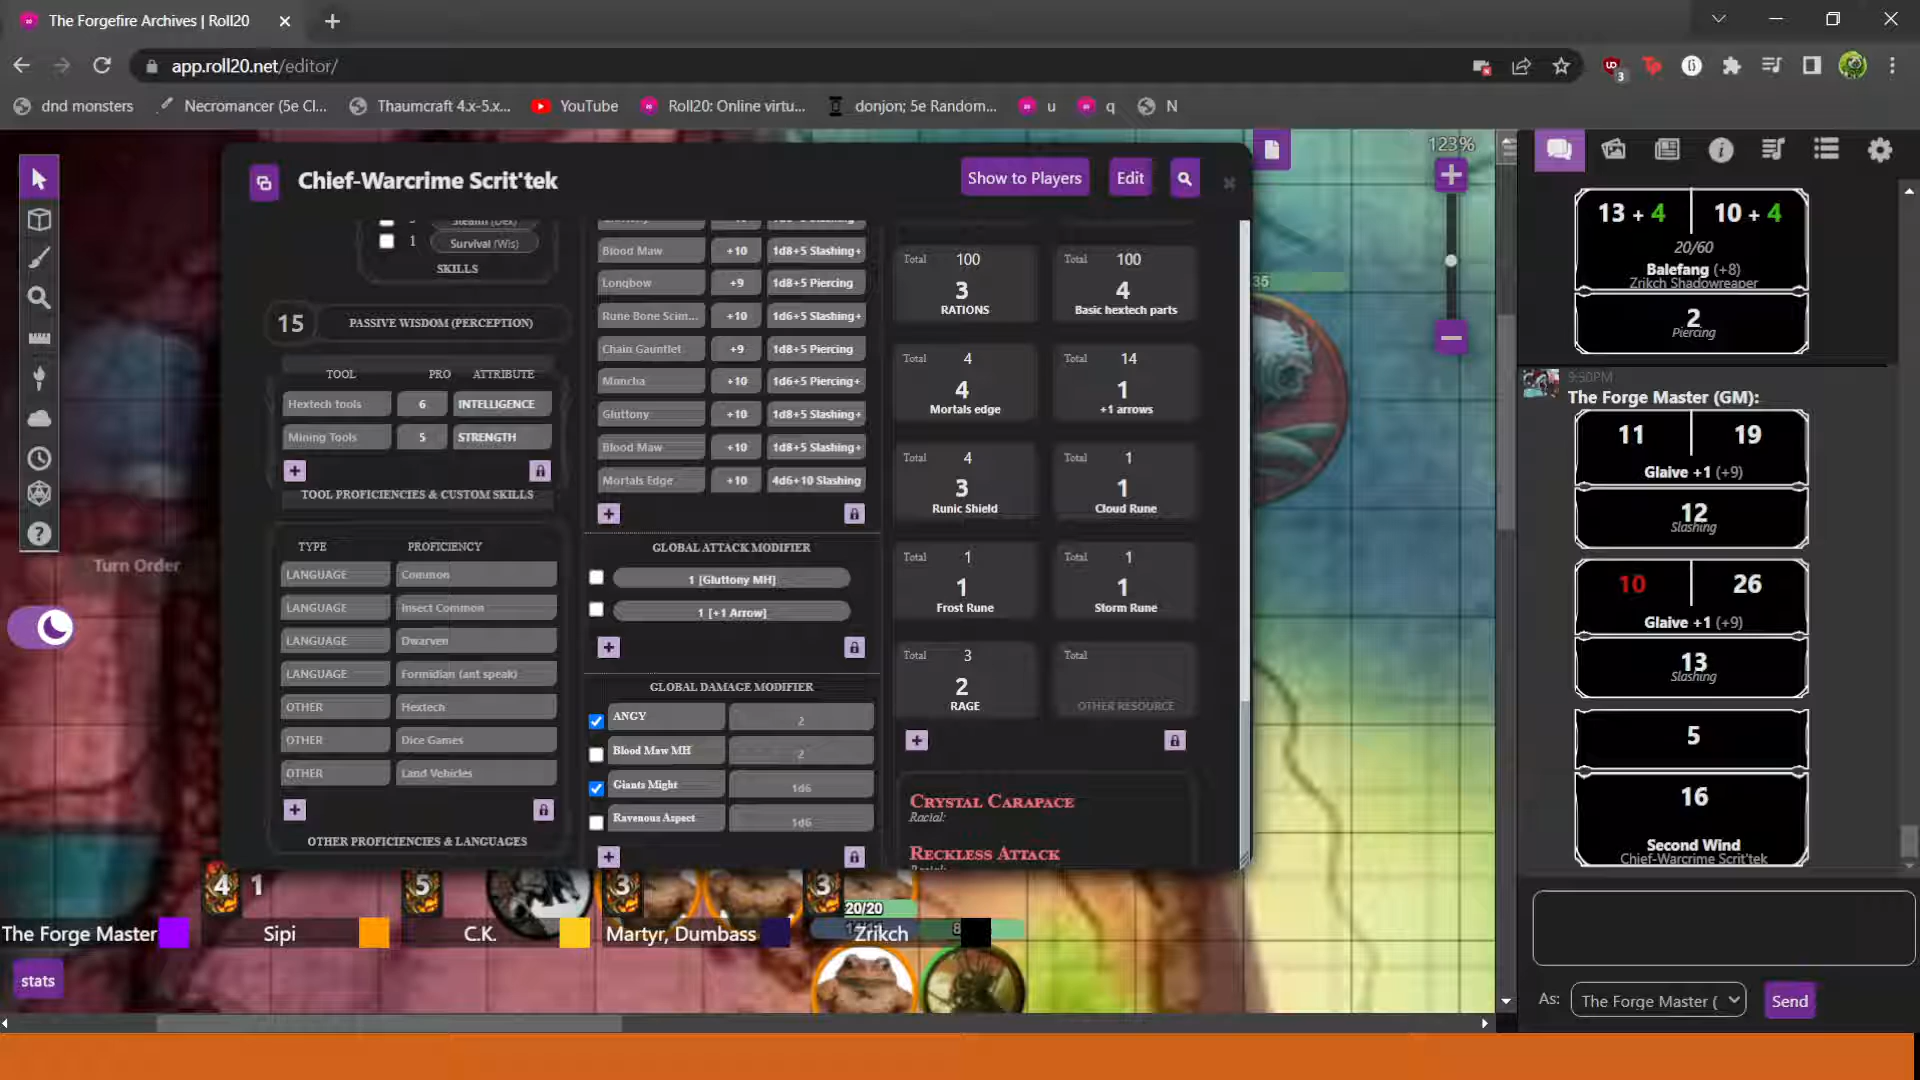 The Forgefire Archives | Roll20
app.roll20.net/editor/
3
dnd monsters
Necromancer (5e Cl...
Thaumcraft 4.x-5.x...
YouTube
Roll20: Online virtu...
donjon; 5e Random...
u
q
N
Chief-Warcrime Scrit'tek
Show to Players
Edit
Stealth (Dex)
1 Survival (Wis)
SKILLS
15 PASSIVE WISDOM (PERCEPTION)
TOOL PRO ATTRIBUTE
Hextech tools 6 INTELLIGENCE
Mining Tools 5 STRENGTH
TOOL PROFICIENCIES & CUSTOM SKILLS
TYPE PROFICIENCY
LANGUAGE Common
LANGUAGE Insect Common
LANGUAGE Dwarven
LANGUAGE Formidian (ant speak)
OTHER Hextech
OTHER Dice Games
OTHER Land Vehicles
OTHER PROFICIENCIES & LANGUAGES
Blood Maw +10 1d8+5 Slashing+
Longbow +9 1d8+5 Piercing
Rune Bone Scim... +10 1d6+5 Slashing+
Chain Gauntlet +9 1d8+5 Piercing
Muncha +10 1d6+5 Piercing+
Gluttony +10 1d8+5 Slashing+
Blood Maw +10 1d8+5 Slashing+
Mortals Edge +10 4d6+10 Slashing
GLOBAL ATTACK MODIFIER
1 [Gluttony MH]
1 [+1 Arrow]
GLOBAL DAMAGE MODIFIER
ANGY 2
Blood Maw MH 2
Giants Might 1d6
Ravenous Aspect 1d6
Total 100
3
RATIONS
Total 100
4
Basic hextech parts
Total 4
4
Mortals edge
Total 14
1
+1 arrows
Total 4
3
Runic Shield
Total 1
1
Cloud Rune
Total 1
1
Frost Rune
Total 1
1
Storm Rune
Total 3
2
RAGE
Total
OTHER RESOURCE
CRYSTAL CARAPACE
Racial:
RECKLESS ATTACK
Turn Order
123%
35
4 1
5
3
3
20/20
8
The Forge Master
Sipi
C.K.
Martyr, Dumbass
Zrikch
stats
13 + 4 | 10 + 4
20/60
Balefang (+8)
Zrikch Shadowreaper
2
Piercing
9:50PM
The Forge Master (GM):
11 | 19
Glaive +1 (+9)
12
Slashing
10 | 26
Glaive +1 (+9)
13
Slashing
5
16
Second Wind
Chief-Warcrime Scrit'tek
As:
The Forge Master (
Send